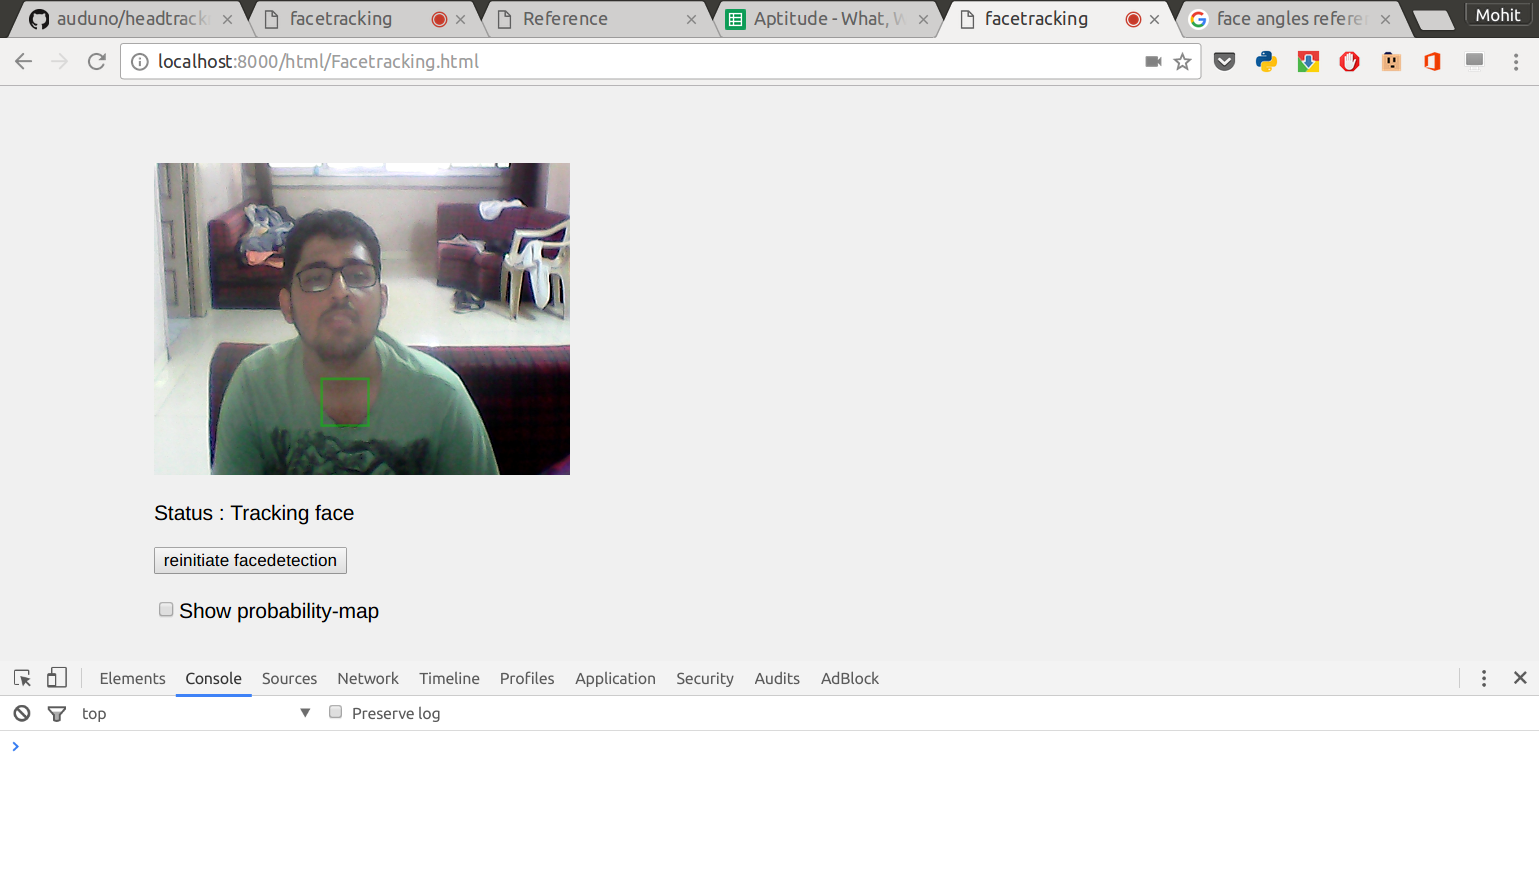 auduno/headtrack
facetracking
Reference
Aptitude - What, W
facetracking
face angles refere
Mohit
localhost:8000/html/Facetracking.html
Status : Tracking face
reinitiate facedetection
Show probability-map
Elements Console Sources Network Timeline Profiles Application Security Audits AdBlock
top Preserve log